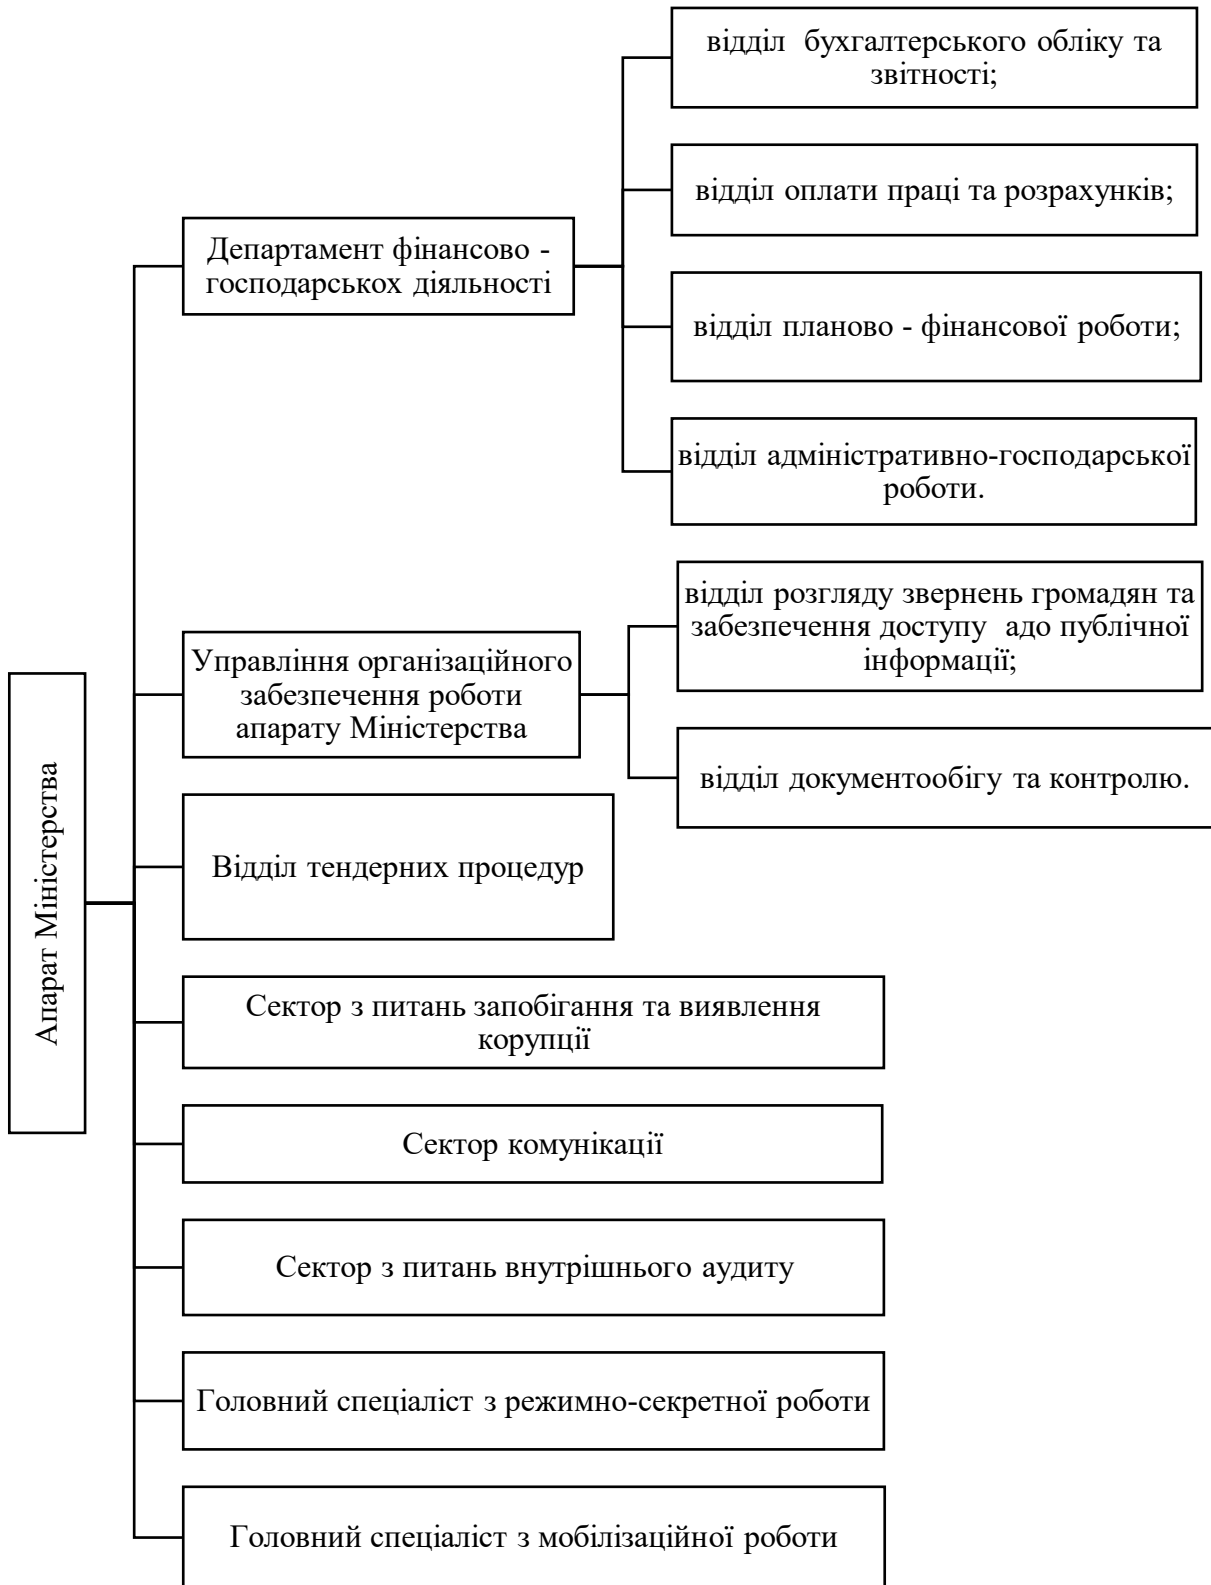 відділ  бухгалтерського обліку та
звітності;
відділ оплати праці та розрахунків;
Департамент фінансово -
господарськох діяльності
відділ планово - фінансової роботи;
відділ адміністративно-господарської
роботи.
відділ розгляду звернень громадян та
забезпечення доступу  адо публічної
інформації;
Управління організаційного
забезпечення роботи
апарату Міністерства
відділ документообігу та контролю.
Апарат Міністерства
Відділ тендерних процедур
Сектор з питань запобігання та виявлення
корупції
Сектор комунікації
Сектор з питань внутрішнього аудиту
Головний спеціаліст з режимно-секретної роботи
Головний спеціаліст з мобілізаційної роботи